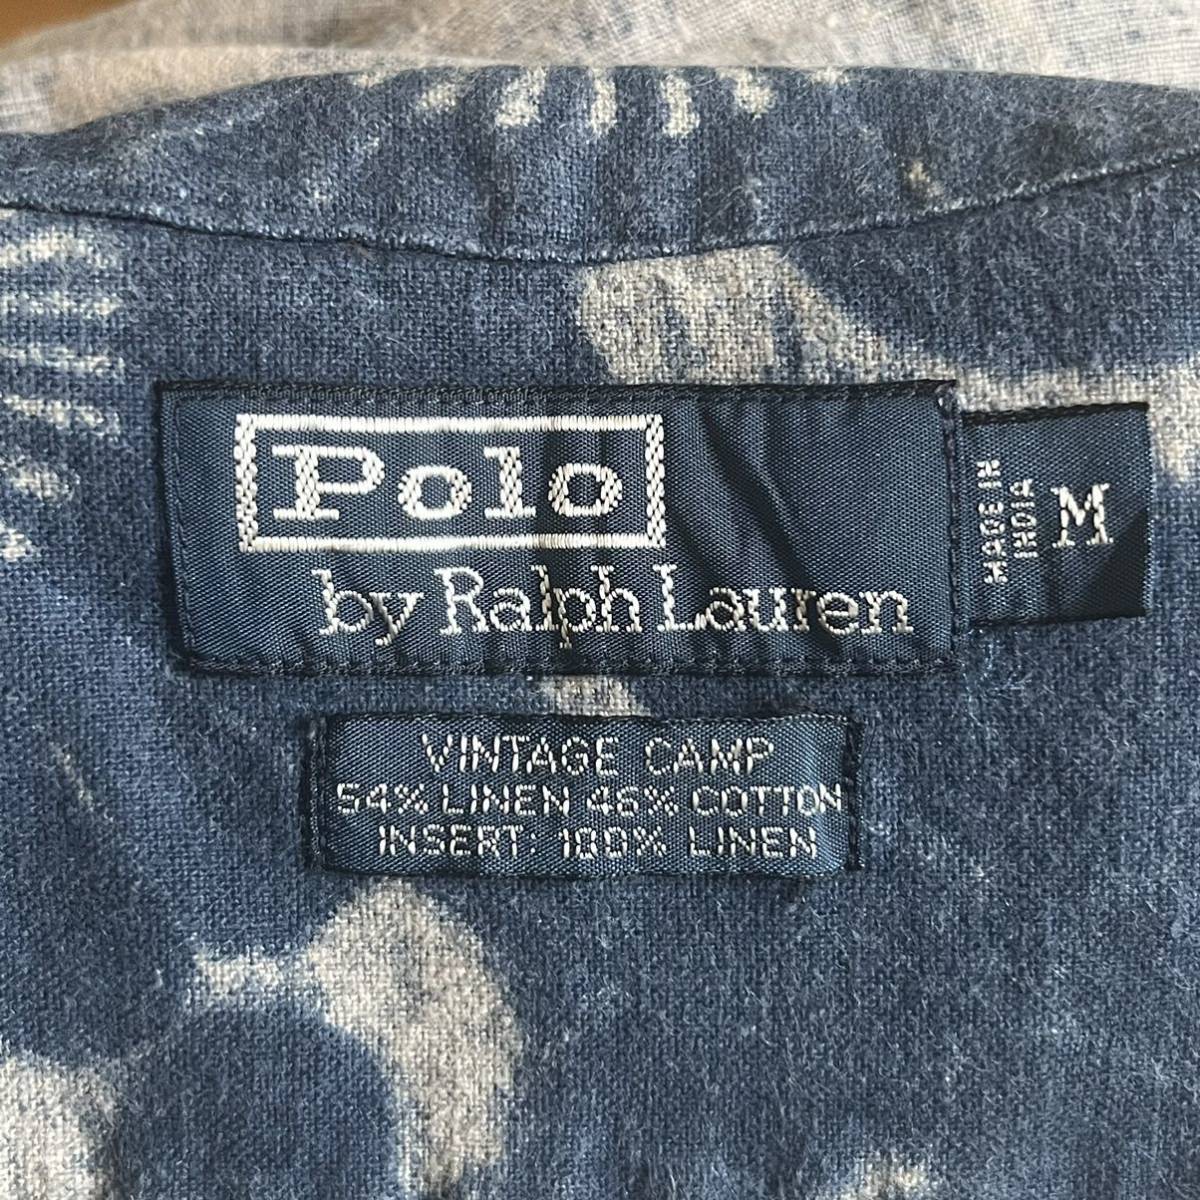 Polo
by Ralph Lauren
MADE IN
INDIA
M
VINTAGE CAMP
54% LINEN 46% COTTON
INSERT: 100% LINEN